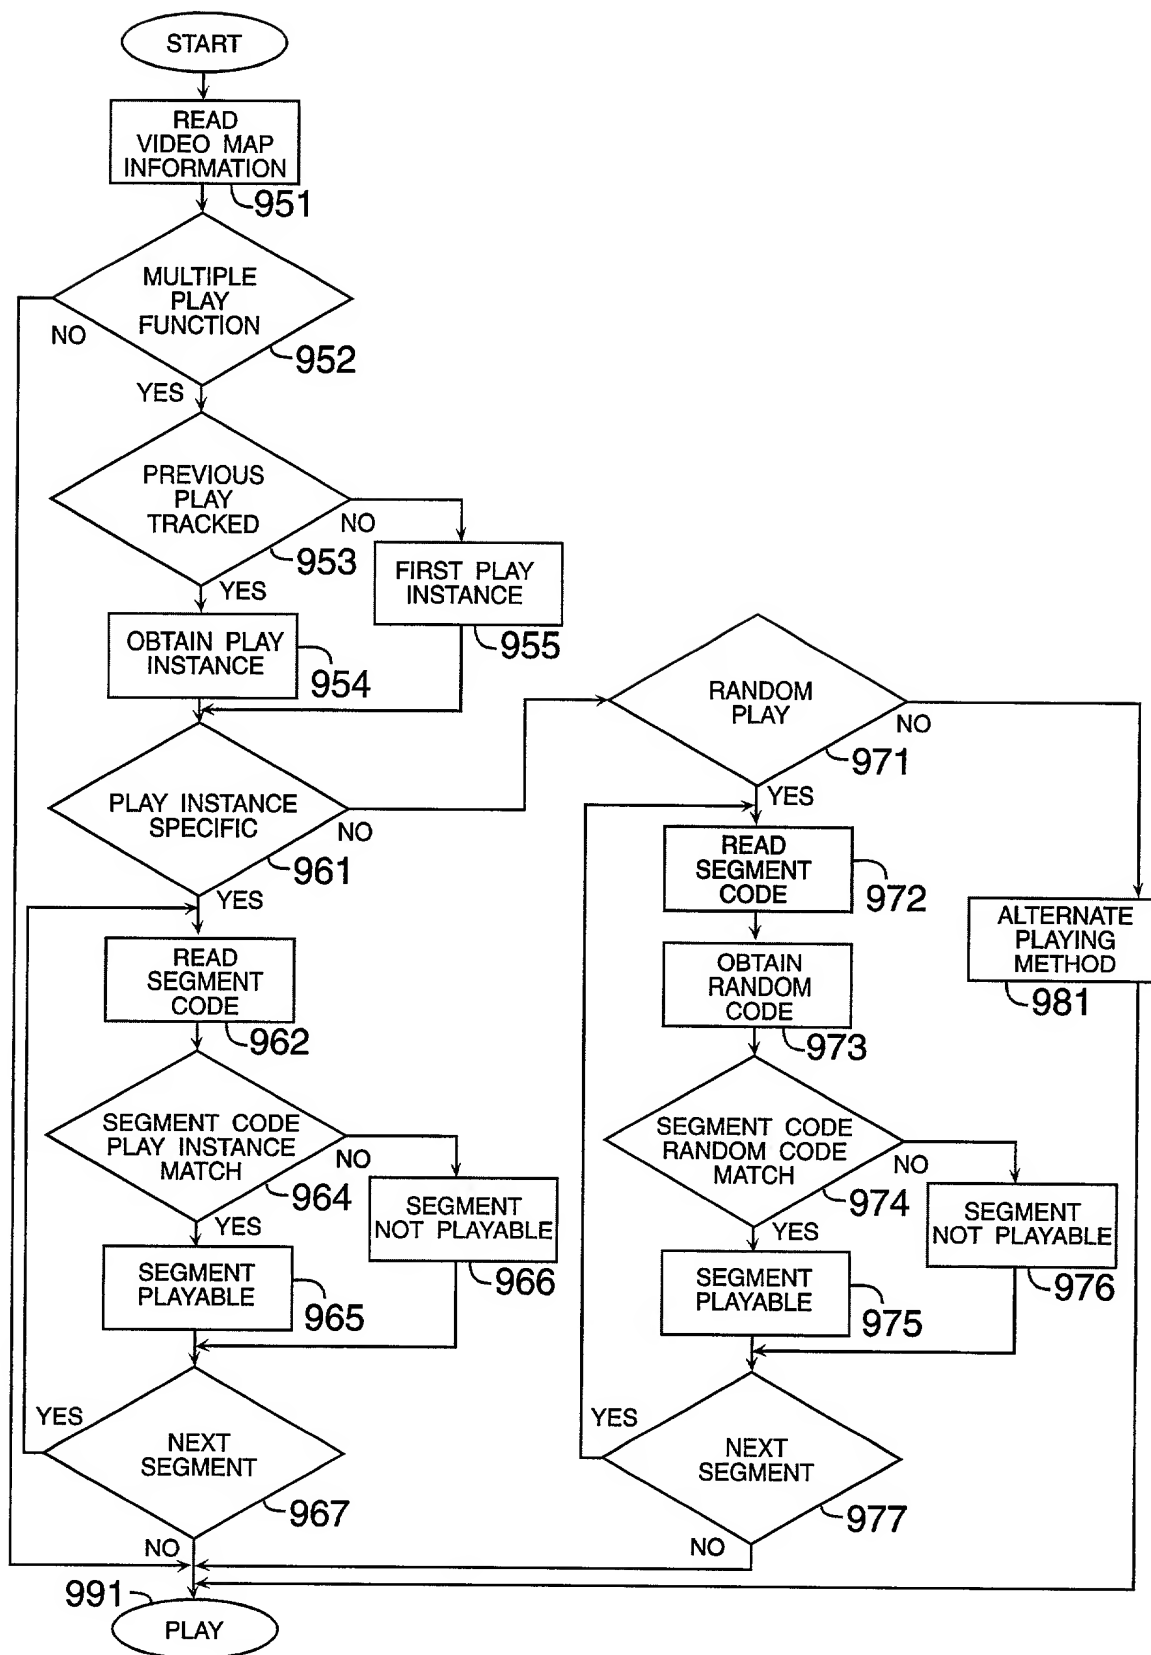 START
READ
VIDEO MAP
INFORMATION
951
MULTIPLE
PLAY
FUNCTION
NO
952
YES
PREVIOUS
PLAY
TRACKED
NO
953
YES
FIRST PLAY
INSTANCE
955
OBTAIN PLAY
INSTANCE
954
PLAY INSTANCE
SPECIFIC
NO
961
YES
READ
SEGMENT
CODE
962
SEGMENT CODE
PLAY INSTANCE
MATCH
NO
964
YES
SEGMENT
NOT PLAYABLE
966
SEGMENT
PLAYABLE
965
YES
NEXT
SEGMENT
967
NO
RANDOM
PLAY
NO
971
YES
READ
SEGMENT
CODE
972
OBTAIN
RANDOM
CODE
973
SEGMENT CODE
RANDOM CODE
MATCH
NO
974
YES
SEGMENT
NOT PLAYABLE
976
SEGMENT
PLAYABLE
975
YES
NEXT
SEGMENT
977
NO
ALTERNATE
PLAYING
METHOD
981
991
PLAY